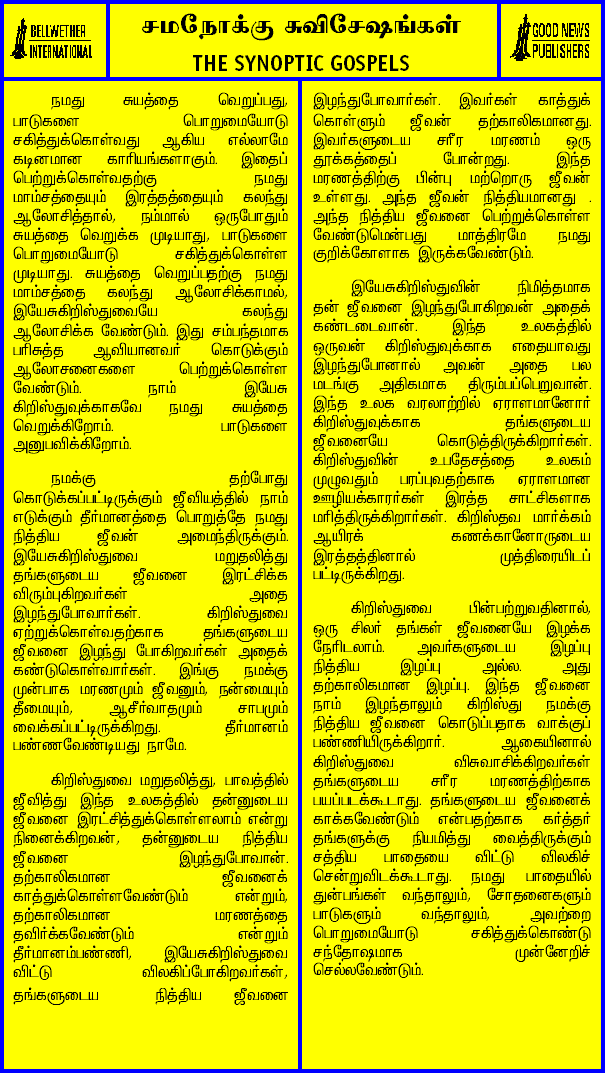 BELLWETHER
INTERNATIONAL
சமநோக்கு சுவிசேஷங்கள்
THE SYNOPTIC GOSPELS
GOOD NEWS
PUBLISHERS
நமது சுயத்தை வெறுப்பது,
பாடுகளை பொறுமையோடு
சகித்துக்கொள்வது ஆகிய எல்லாமே
கடினமான காரியங்களாகும். இதைப்
பெற்றுக்கொள்வதற்கு நமது
மாம்சத்தையும் இரத்தத்தையும் கலந்து
ஆலோசித்தால், நம்மால் ஒருபோதும்
சுயத்தை வெறுக்க முடியாது, பாடுகளை
பொறுமையோடு சகித்துக்கொள்ள
முடியாது. சுயத்தை வெறுப்பதற்கு நமது
மாம்சத்தை கலந்து ஆலோசிக்காமல்,
இயேசுகிறிஸ்துவையே கலந்து
ஆலோசிக்க வேண்டும். இது சம்பந்தமாக
பரிசுத்த ஆவியானவர் கொடுக்கும்
ஆலோசனைகளை பெற்றுக்கொள்ள
வேண்டும். நாம் இயேசு
கிறிஸ்துவுக்காகவே நமது சுயத்தை
வெறுக்கிறோம். பாடுகளை
அனுபவிக்கிறோம்.
நமக்கு தற்போது
கொடுக்கப்பட்டிருக்கும் ஜீவியத்தில் நாம்
எடுக்கும் தீர்மானத்தை பொறுத்தே நமது
நித்திய ஜீவன் அமைந்திருக்கும்.
இயேசுகிறிஸ்துவை மறுதலித்து
தங்களுடைய ஜீவனை இரட்சிக்க
விரும்புகிறவர்கள் அதை
இழந்துபோவார்கள். கிறிஸ்துவை
ஏற்றுக்கொள்வதற்காக தங்களுடைய
ஜீவனை இழந்து போகிறவர்கள் அதைக்
கண்டுகொள்வார்கள். இங்கு நமக்கு
முன்பாக மரணமும் ஜீவனும், நன்மையும்
தீமையும், ஆசீர்வாதமும் சாபமும்
வைக்கப்பட்டிருக்கிறது. தீர்மானம்
பண்ணவேண்டியது நாமே.
கிறிஸ்துவை மறுதலித்து, பாவத்தில்
ஜீவித்து இந்த உலகத்தில் தன்னுடைய
ஜீவனை இரட்சித்துக்கொள்ளலாம் என்று
நினைக்கிறவன், தன்னுடைய நித்திய
ஜீவனை இழந்துபோவான்.
தற்காலிகமான ஜீவனைக்
காத்துக்கொள்ளவேண்டும் என்றும்,
தற்காலிகமான மரணத்தை
தவிர்க்கவேண்டும் என்றும்
தீர்மானம்பண்ணி, இயேசுகிறிஸ்துவை
விட்டு விலகிப்போகிறவர்கள்,
தங்களுடைய நித்திய ஜீவனை
இழந்துபோவார்கள். இவர்கள் காத்துக்
கொள்ளும் ஜீவன் தற்காலிகமானது.
இவர்களுடைய சரீர மரணம் ஒரு
தூக்கத்தைப் போன்றது. இந்த
மரணத்திற்கு பின்பு மற்றொரு ஜீவன்
உள்ளது. அந்த ஜீவன் நித்தியமானது .
அந்த நித்திய ஜீவனை பெற்றுக்கொள்ள
வேண்டுமென்பது மாத்திரமே நமது
குறிக்கோளாக இருக்கவேண்டும்.
இயேசுகிறிஸ்துவின் நிமித்தமாக
தன் ஜீவனை இழந்துபோகிறவன் அதைக்
கண்டடைவான். இந்த உலகத்தில்
ஒருவன் கிறிஸ்துவுக்காக எதையாவது
இழந்துபோனால் அவன் அதை பல
மடங்கு அதிகமாக திரும்பப்பெறுவான்.
இந்த உலக வரலாற்றில் ஏராளமானோர்
கிறிஸ்துவுக்காக தங்களுடைய
ஜீவனையே கொடுத்திருக்கிறார்கள்.
கிறிஸ்துவின் உபதேசத்தை உலகம்
முழுவதும் பரப்புவதற்காக ஏராளமான
ஊழியக்காரர்கள் இரத்த சாட்சிகளாக
மரித்திருக்கிறார்கள். கிறிஸ்தவ மார்க்கம்
ஆயிரக் கணக்கானோருடைய
இரத்தத்தினால் முத்திரையிடப்
பட்டிருக்கிறது.
கிறிஸ்துவை பின்பற்றுவதினால்,
ஒரு சிலர் தங்கள் ஜீவனையே இழக்க
நேரிடலாம். அவர்களுடைய இழப்பு
நித்திய இழப்பு அல்ல. அது
தற்காலிகமான இழப்பு. இந்த ஜீவனை
நாம் இழந்தாலும் கிறிஸ்து நமக்கு
நித்திய ஜீவனை கொடுப்பதாக வாக்குப்
பண்ணியிருக்கிறார். ஆகையினால்
கிறிஸ்துவை விசுவாசிக்கிறவர்கள்
தங்களுடைய சரீர மரணத்திற்காக
பயப்படக்கூடாது. தங்களுடைய ஜீவனைக்
காக்கவேண்டும் என்பதற்காக கர்த்தர்
தங்களுக்கு நியமித்து வைத்திருக்கும்
சத்திய பாதையை விட்டு விலகிச்
சென்றுவிடக்கூடாது. நமது பாதையில்
துன்பங்கள் வந்தாலும், சோதனைகளும்
பாடுகளும் வந்தாலும், அவற்றை
பொறுமையோடு சகித்துக்கொண்டு
சந்தோஷமாக முன்னேறிச்
செல்லவேண்டும்.